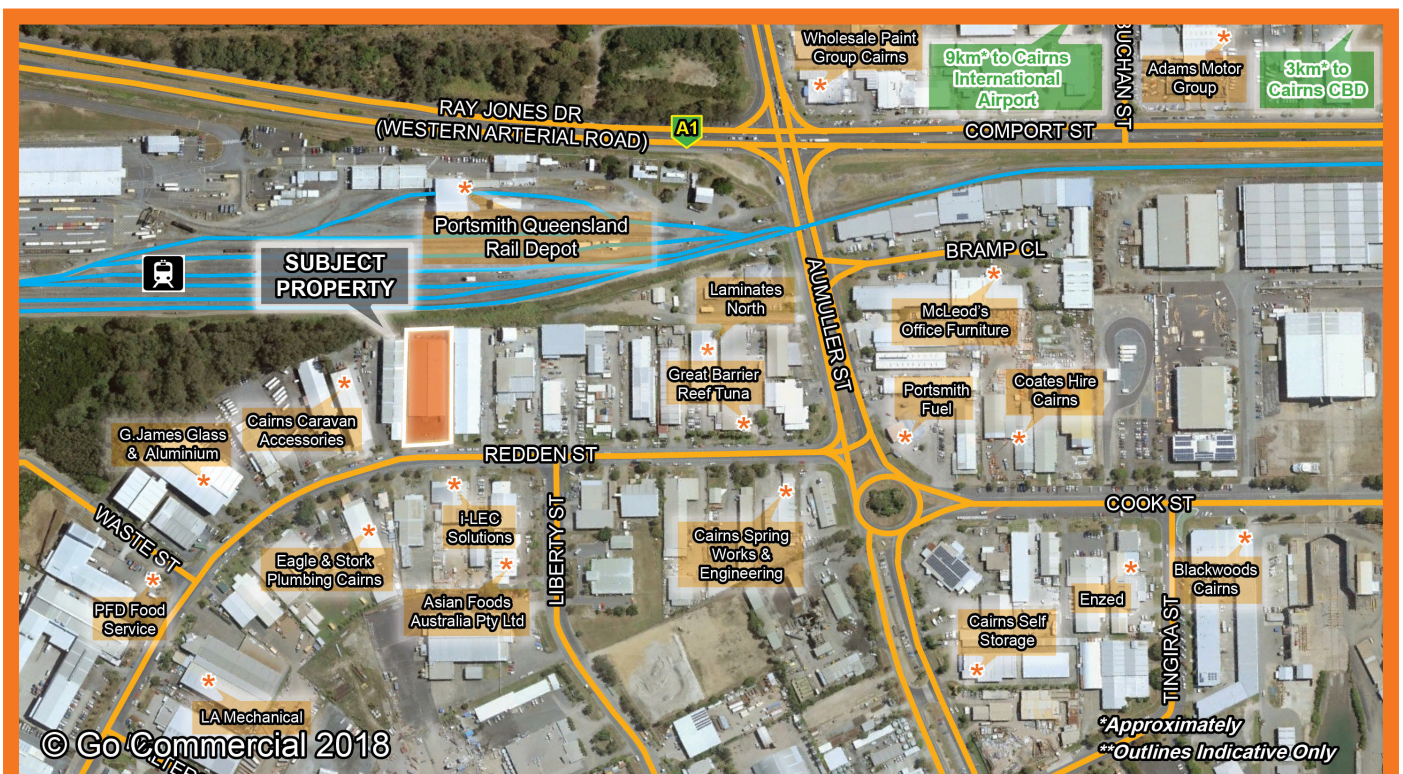 Wholesale Paint
Group Cairns
9km* to Cairns
International
Airport
BUCHAN ST
Adams Motor
Group
3km* to
Cairns CBD
RAY JONES DR
(WESTERN ARTERIAL ROAD)
A1
COMPORT ST
Portsmith Queensland
Rail Depot
SUBJECT
PROPERTY
BRAMP CL
AUMULLER ST
Laminates
North
McLeod's
Office Furniture
Great Barrier
Reef Tuna
Portsmith
Fuel
Coates Hire
Cairns
Cairns Caravan
Accessories
G.James Glass
& Aluminium
REDDEN ST
COOK ST
WASTE ST
i-LEC
Solutions
LIBERTY ST
Cairns Spring
Works &
Engineering
Eagle & Stork
Plumbing Cairns
Asian Foods
Australia Pty Ltd
PFD Food
Service
Enzed
Blackwoods
Cairns
TINGIRA ST
Cairns Self
Storage
LA Mechanical
*Approximately
**Outlines Indicative Only
© Go Commercial 2018